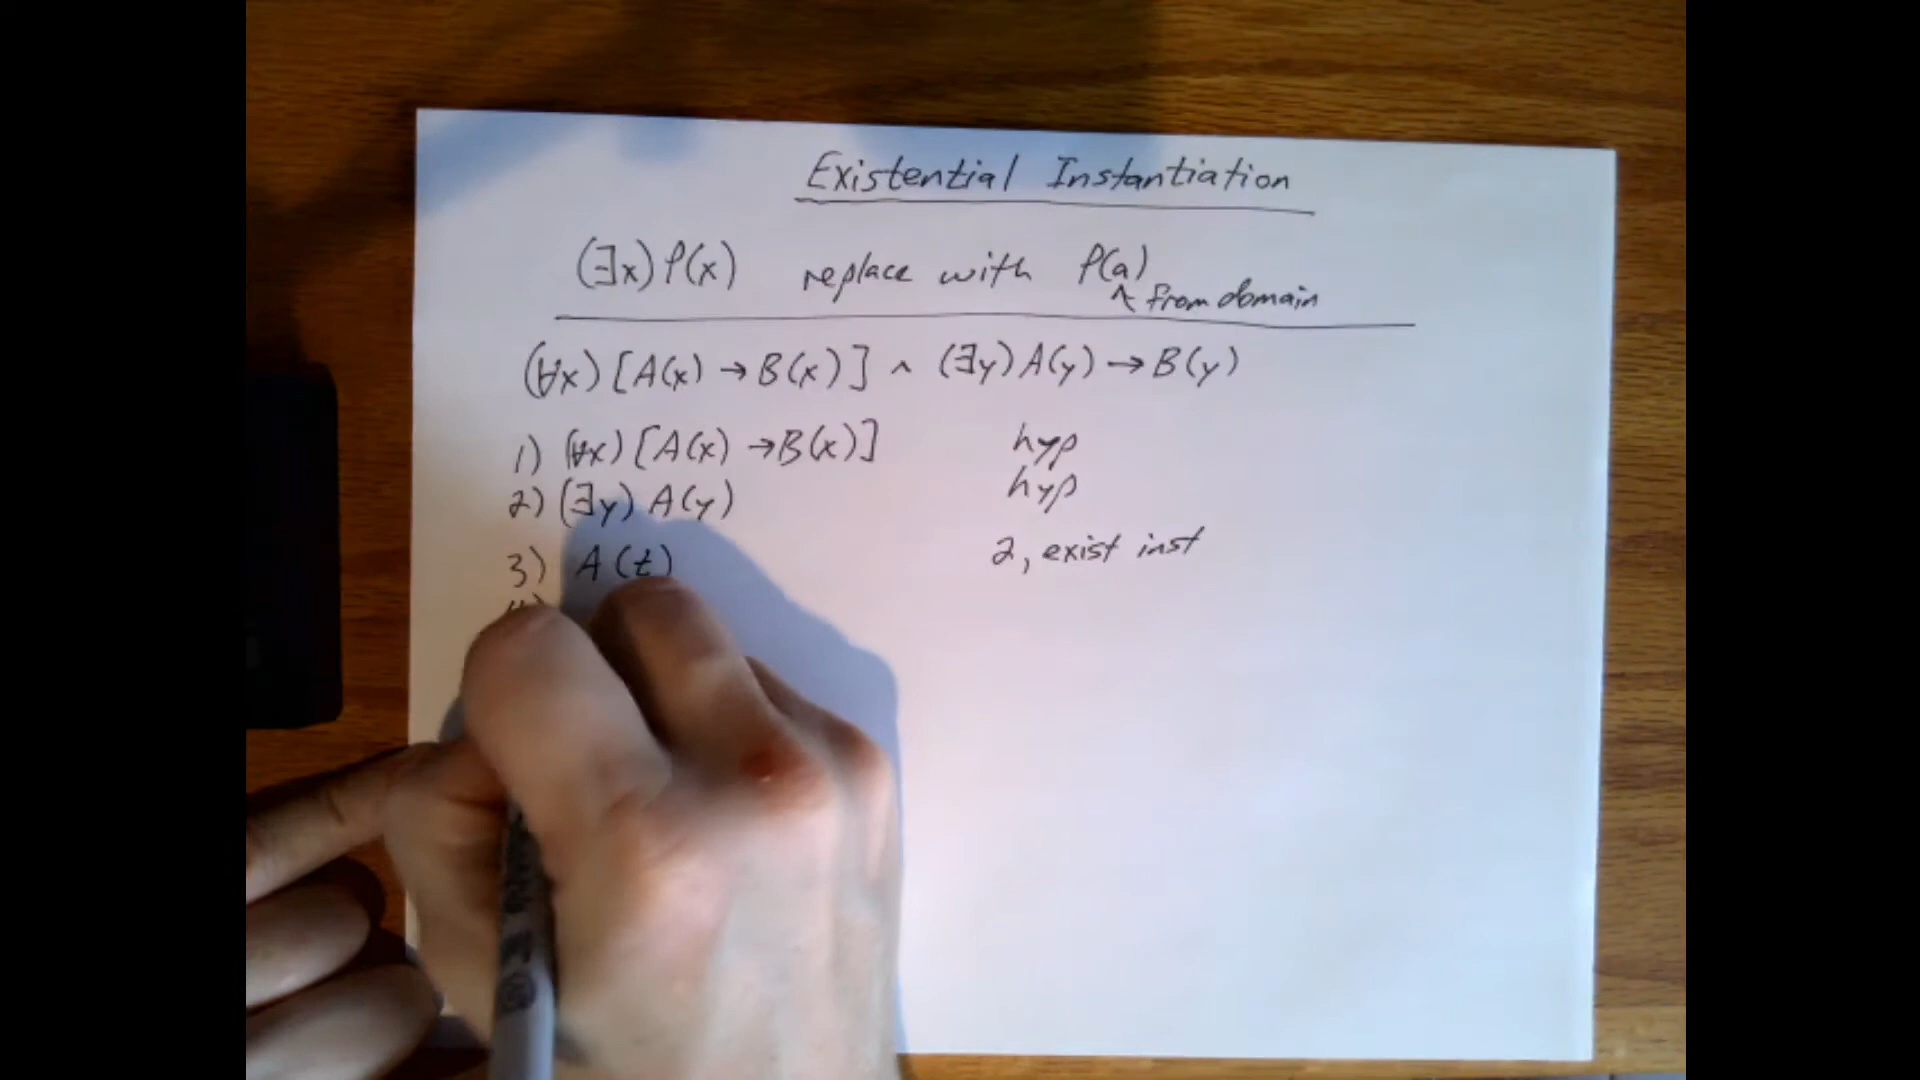 Existential Instantiation
(∃x)P(x) replace with P(a)
^ from domain
(∀x)[A(x) → B(x)] ∧ (∃y)A(y) → B(y)
1) (∀x)[A(x) → B(x)] hyp
2) (∃y)A(y) hyp
3) A(t) 2, exist inst